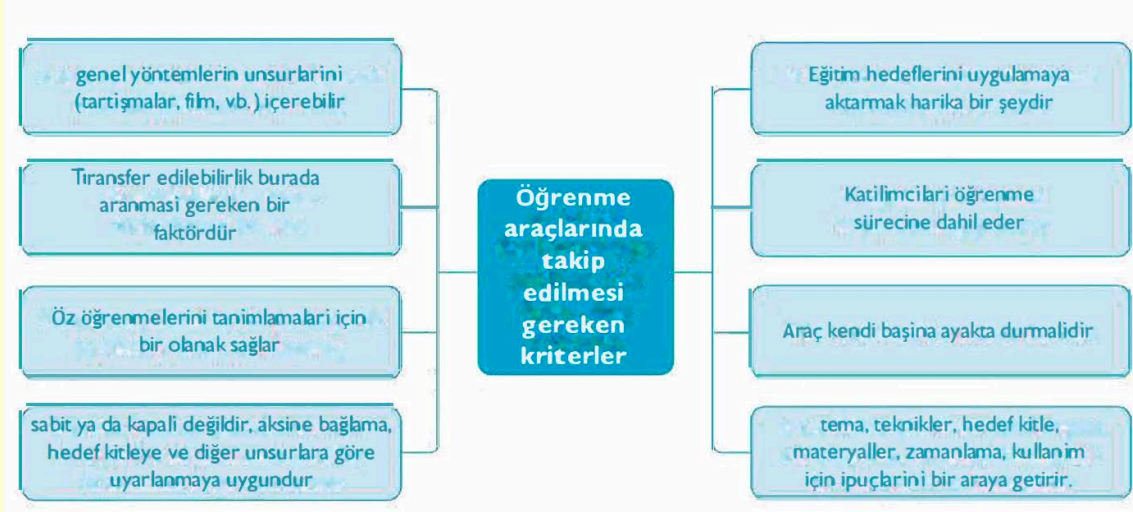 genel yöntemlerin unsurlarini
(tartişmalar, film, v.b. ) içerebilir
Tıransfer edilebilirlik burada
aranmasi gereken bir
faktördür
Öz öğrenmelerini tanimlamalari için
bir olanak sağlar
sabit ya da kapali değildir, aksine bağlama,
hedef kitleye ve diğer unsurlara göre
uyarlanmaya uygundur
Öğrenme
araçlarında
takip
edilmesi
gereken
kriterler
Eğitim hedeflerini uygulamaya
aktarmak harika bir şeydir
Katilimcilari öğrenme
sürecine dahil eder
Araç kendi başina ayakta durmalidir
tema, teknikler, hedef kitle,
materyaller, zamanlama, kullanim
için ipuçlarini bir araya getirir.